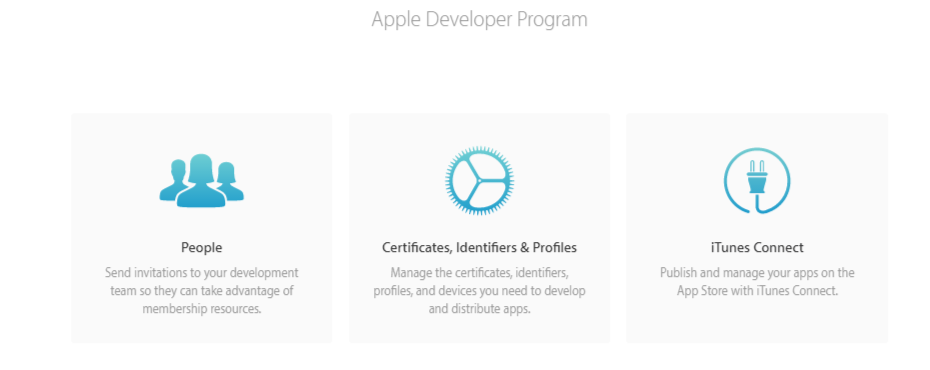 Apple Developer Program
People
Send invitations to your development
team so they can take advantage of
membership resources.
Certificates, Identifiers & Profiles
Manage the certificates, identifiers,
profiles, and devices you need to develop
and distribute apps.
iTunes Connect
Publish and manage your apps on the
App Store with iTunes Connect.